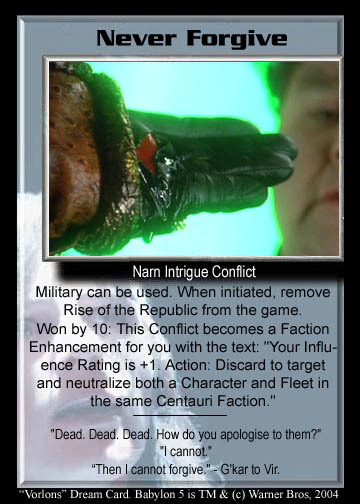 Never Forgive
Narn Intrigue Conflict
Military can be used. When initiated, remove
Rise of the Republic from the game.
Won by 10: This Conflict becomes a Faction
Enhancement for you with the text: "Your Influ-
ence Rating is +1. Action: Discard to target
and neutralize both a Character and Fleet in
the same Centauri Faction."
"Dead. Dead. Dead. How do you apologise to them?"
"I cannot."
"Then I cannot forgive." - G'kar to Vir.
"Vorlons" Dream Card. Babylon 5 is TM & (c) Warner Bros, 2004